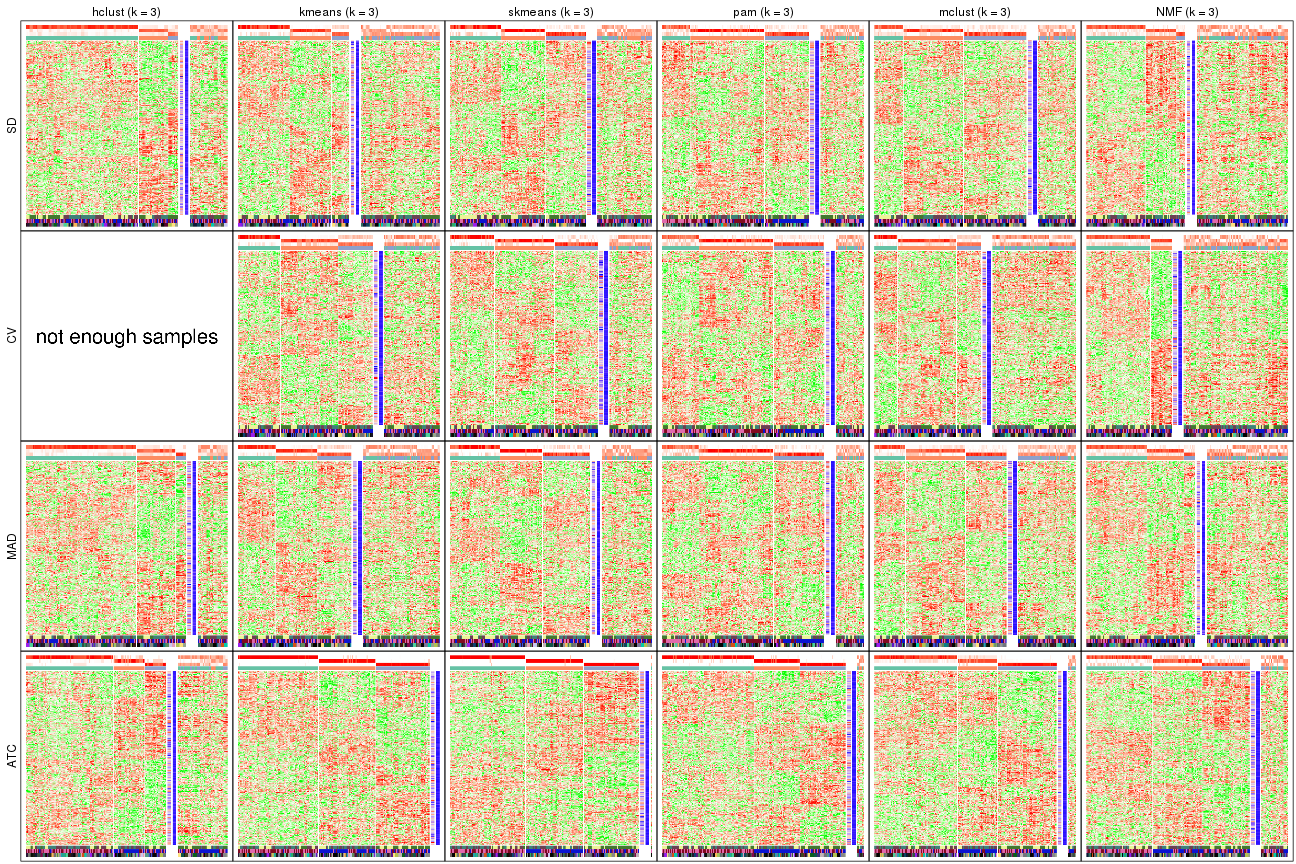 hclust (k = 3) kmeans (k = 3) skmeans (k = 3) pam (k = 3) mclust (k = 3) NMF (k = 3)
SD
CV
not enough samples
MAD
ATC